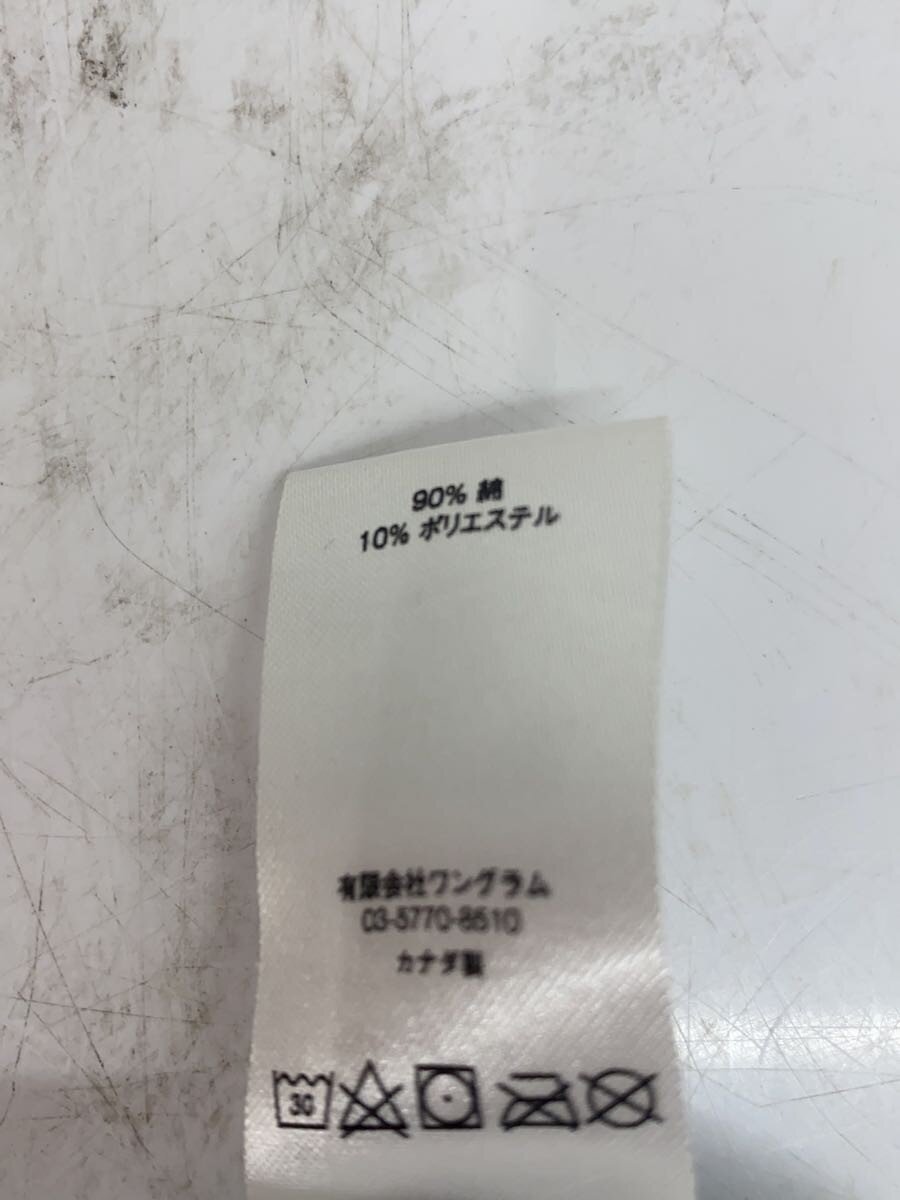 90% 綿
10% ポリエステル
有限会社ワングラム
03-5770-8610
カナダ製
30